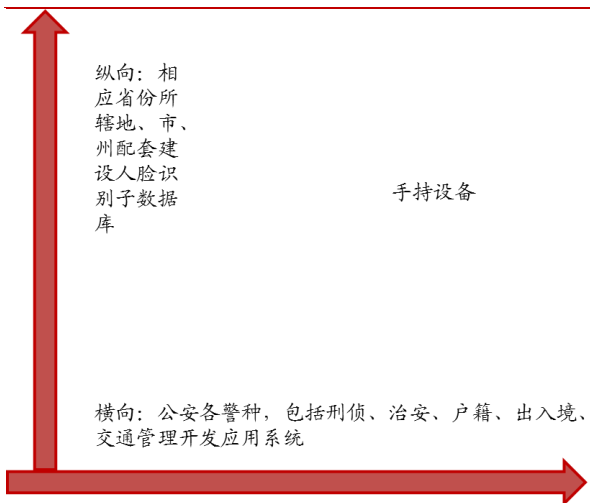 纵向：相
应省份所
辖地、市、
州配套建
设人脸识
别子数据
库
手持设备
横向：公安各警种，包括刑侦、治安、户籍、出入境、
交通管理开发应用系统